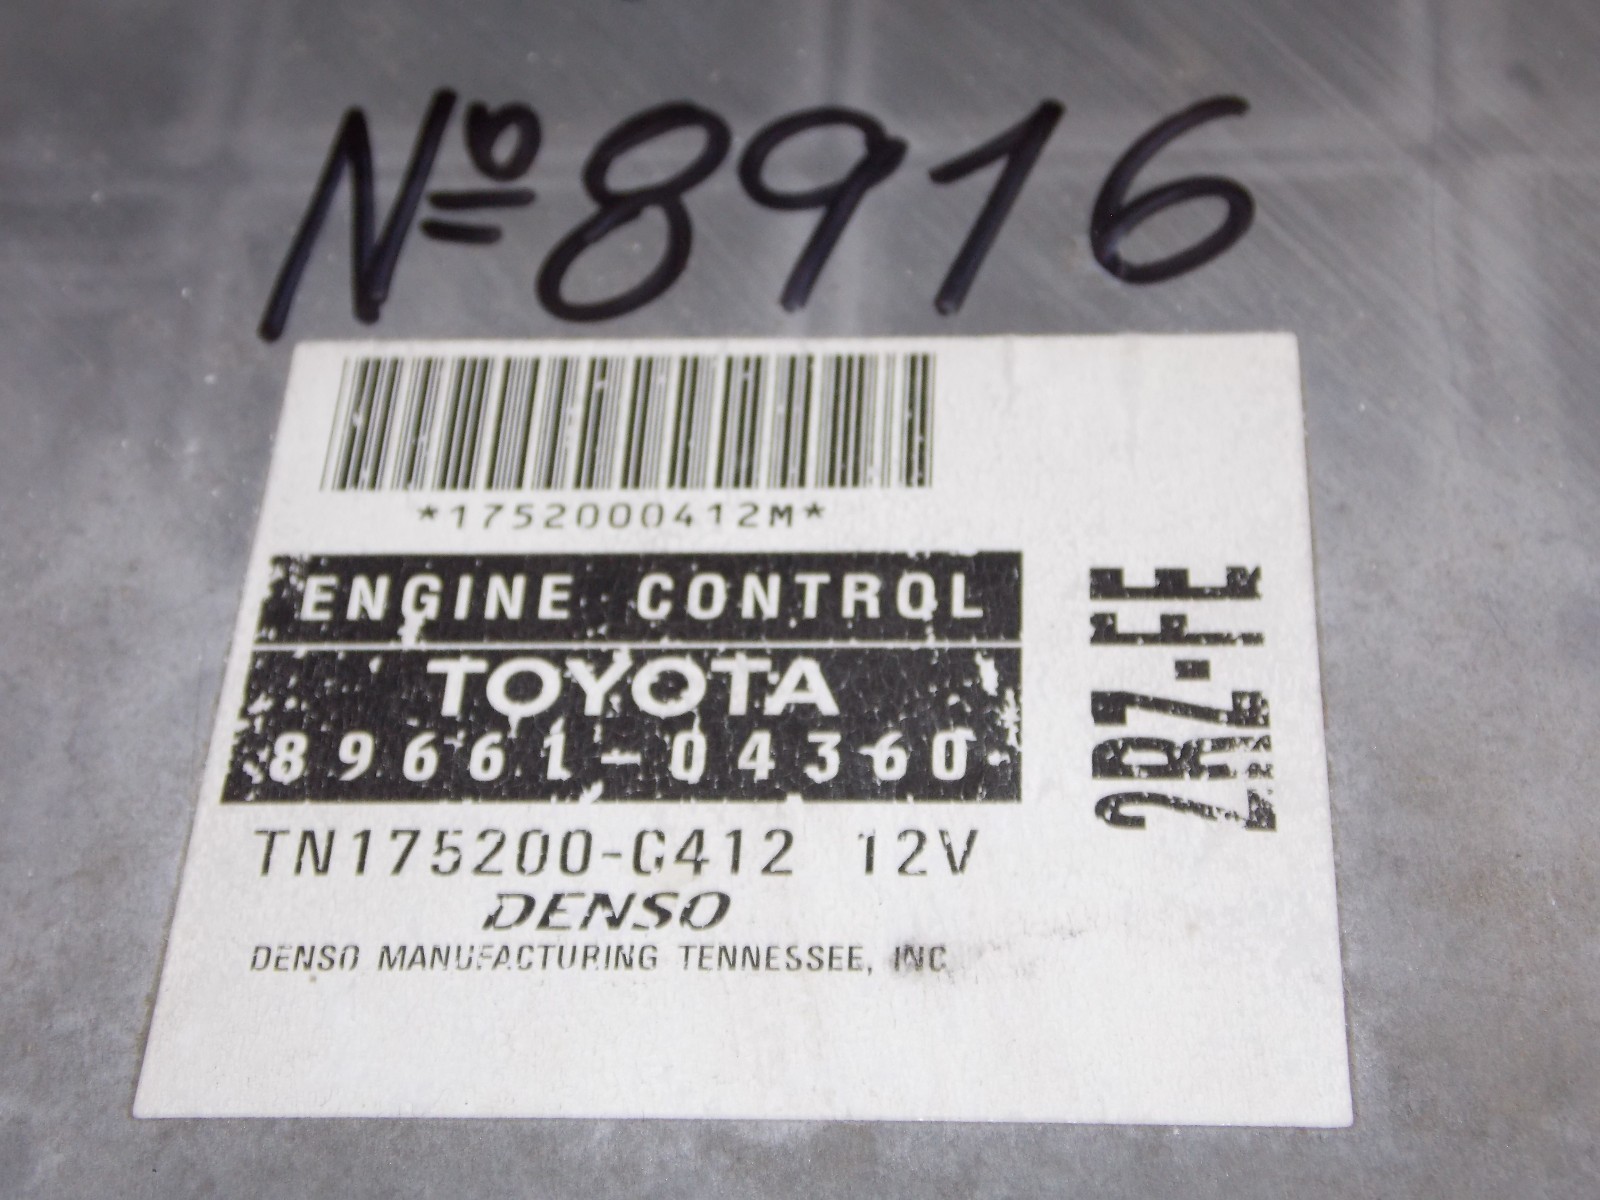 №8916
*1752000412M*
ENGINE CONTROL
TOYOTA
89661-04360
TN175200-0412 12V
DENSO
DENSO MANUFACTURING TENNESSEE, INC
2RZ-FE